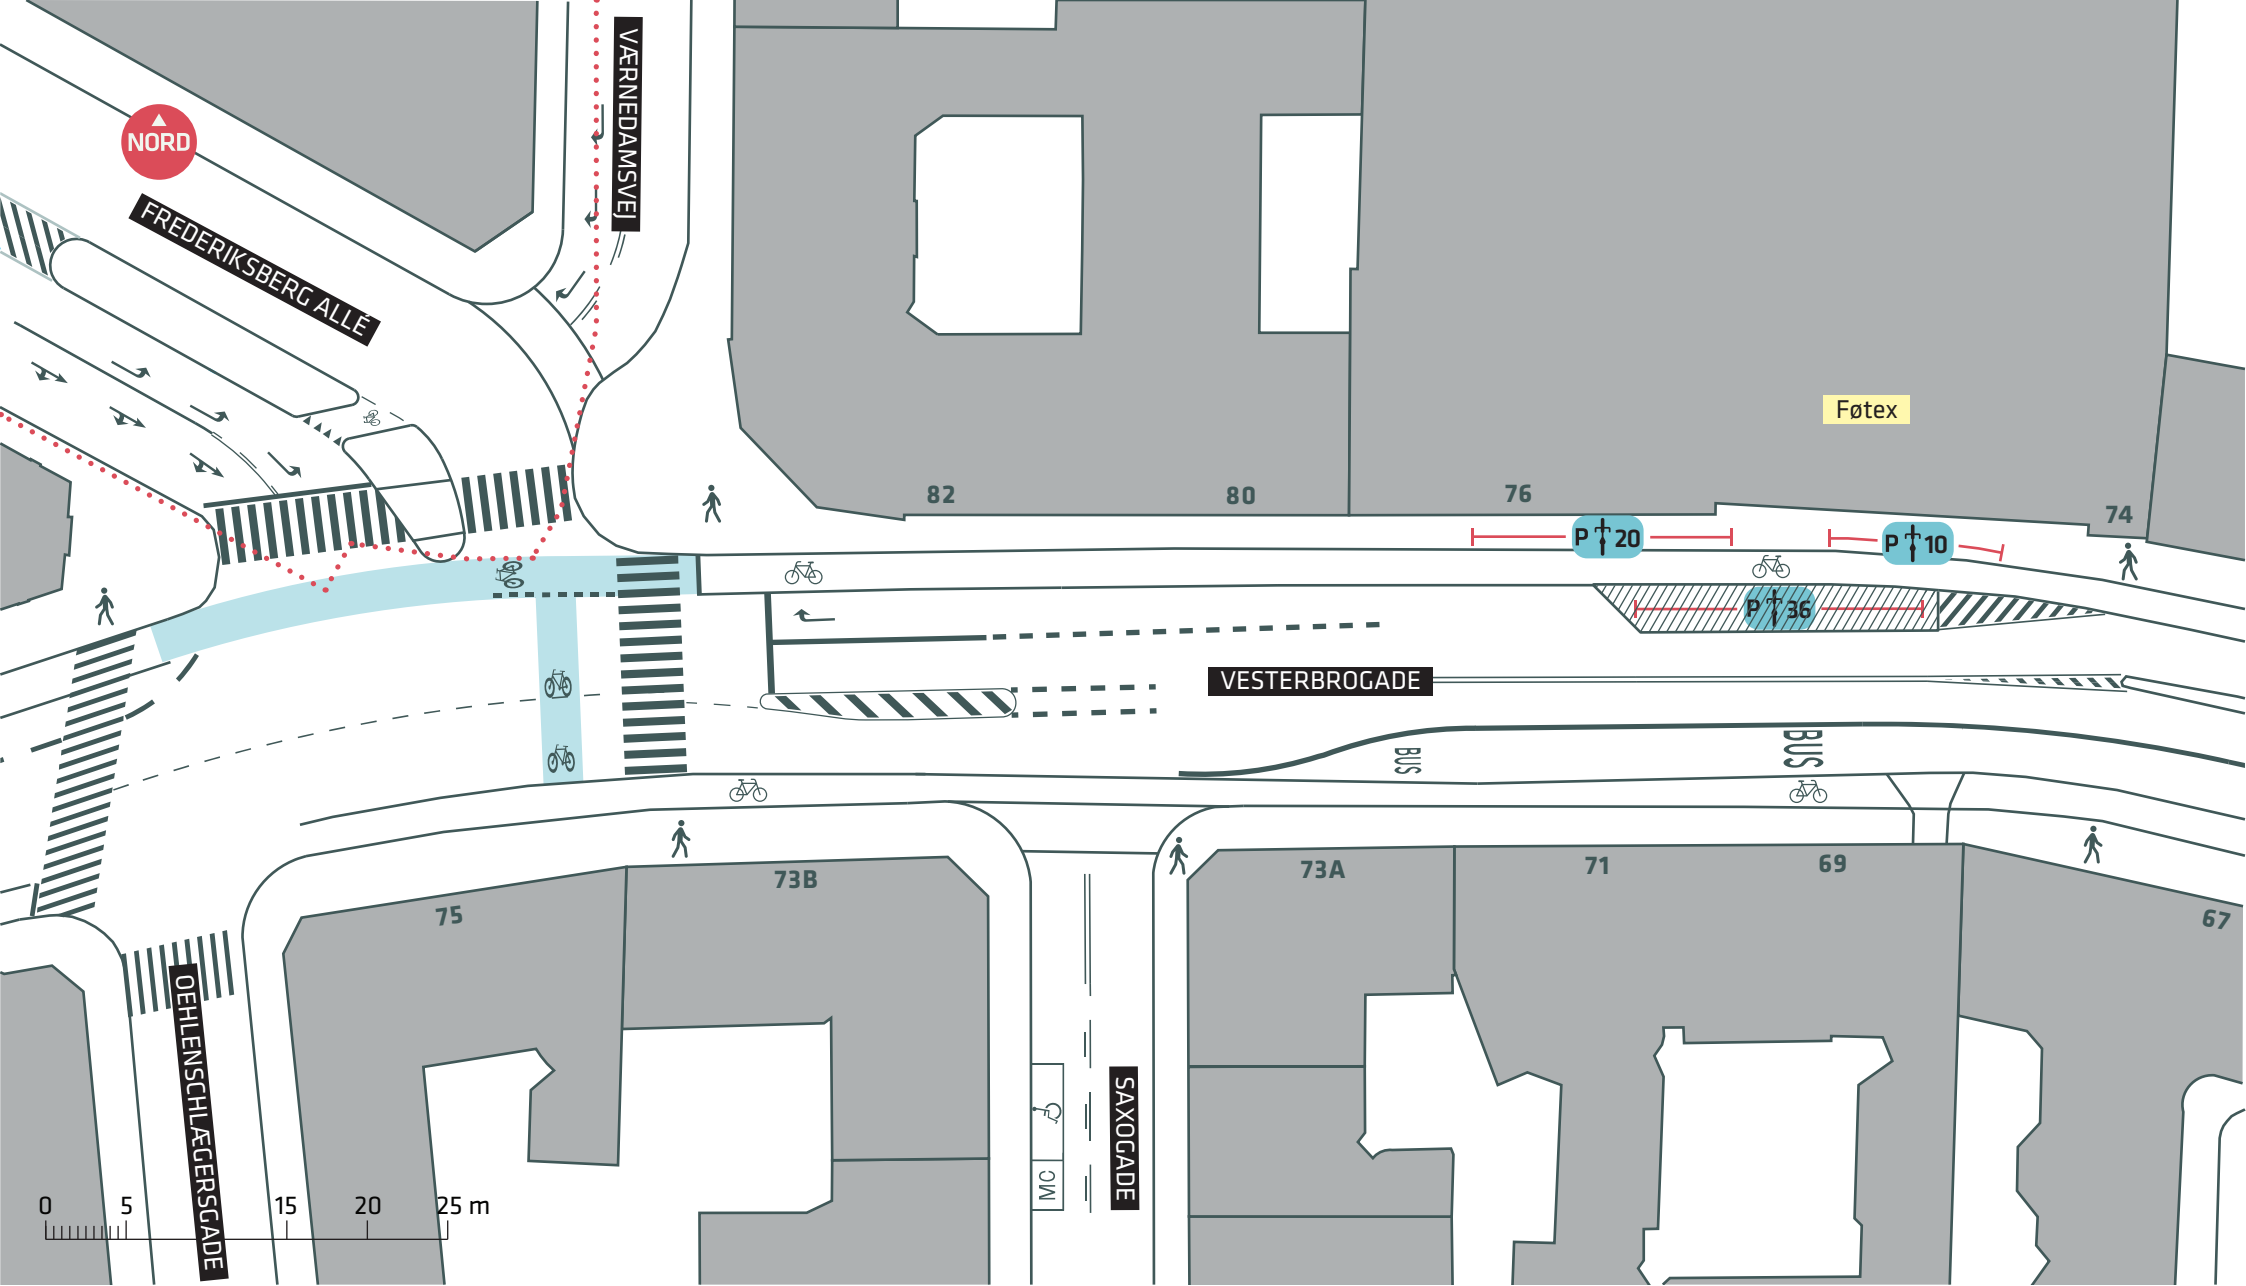 VÆRNEDAMSVEJ
NORD
FREDERIKSBERG ALLÉ
Føtex
82
80
76
74
P 20
P 10
P 36
VESTERBROGADE
BUS
BUS
73B
73A
71
69
75
67
OEHLENSCHLÆGERSGADE
SAXOGADE
MC
0 5 15 20 25 m